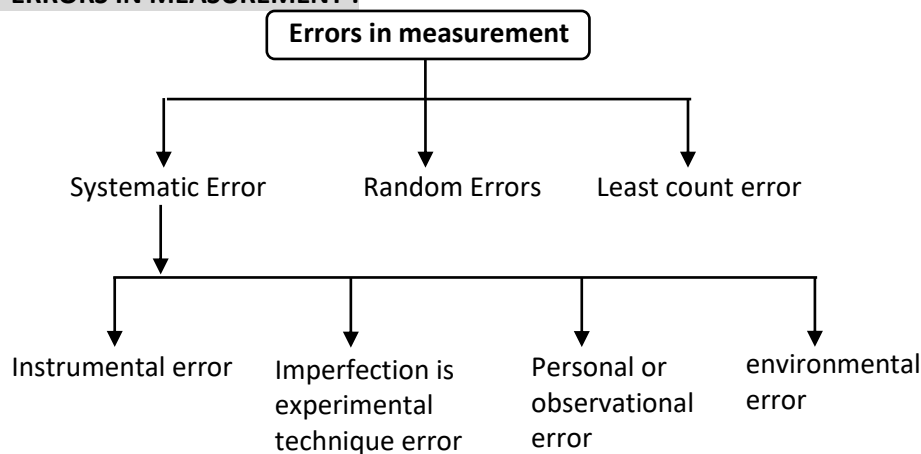 ERRORS IN MEASUREMENT :
Errors in measurement
Systematic Error
Random Errors
Least count error
Instrumental error
Imperfection is
experimental
technique error
Personal or
observational
error
environmental
error